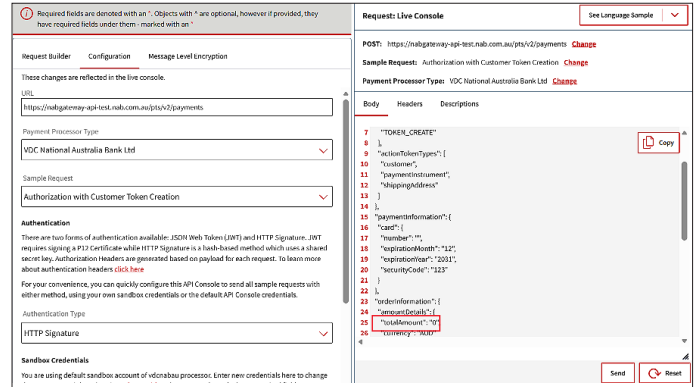 Required fields are denoted with an *. Objects with ^ are optional, however if provided, they
have required fields under them - marked with an *
Request Builder
Configuration
Message Level Encryption
These changes are reflected in the live console.
URL
https://nabgateway-api-test.nab.com.au/pts/v2/payments
Payment Processor Type
VDC National Australia Bank Ltd
Sample Request
Authorization with Customer Token Creation
Authentication
There are two forms of authentication available: JSON Web Token (JWT) and HTTP Signature. JWT
requires signing a P12 Certificate while HTTP Signature is a hash-based method which uses a shared
secret key. Authorization Headers are generated based on payload for each request. To learn more
about authentication headers click here
For your convenience, you can quickly configure this API Console to send all sample requests with
either method, using your own sandbox credentials or the default API Console credentials.
Authentication Type
HTTP Signature
Sandbox Credentials
You are using default sandbox account of vdcnabau processor. Enter new credentials here to change
Request: Live Console
See Language Sample
POST: https://nabgateway-api-test.nab.com.au/pts/v2/payments Change
Sample Request: Authorization with Customer Token Creation Change
Payment Processor Type: VDC National Australia Bank Ltd Change
Body
Headers
Descriptions
Copy
7 "TOKEN_CREATE"
8 ],
9 "actionTokenTypes": [
10 "customer",
11 "paymentInstrument",
12 "shippingAddress"
13 ]
14 },
15 "paymentInformation": {
16 "card": {
17 "number": "",
18 "expirationMonth": "12",
19 "expirationYear": "2031",
20 "securityCode": "123"
21 }
22 },
23 "orderInformation": {
24 "amountDetails": {
25 "totalAmount": "0"
26 "currency": "AUD"
Send
Reset